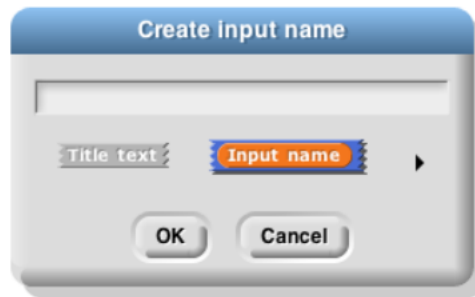 Create input name
Title text
Input name
OK
Cancel